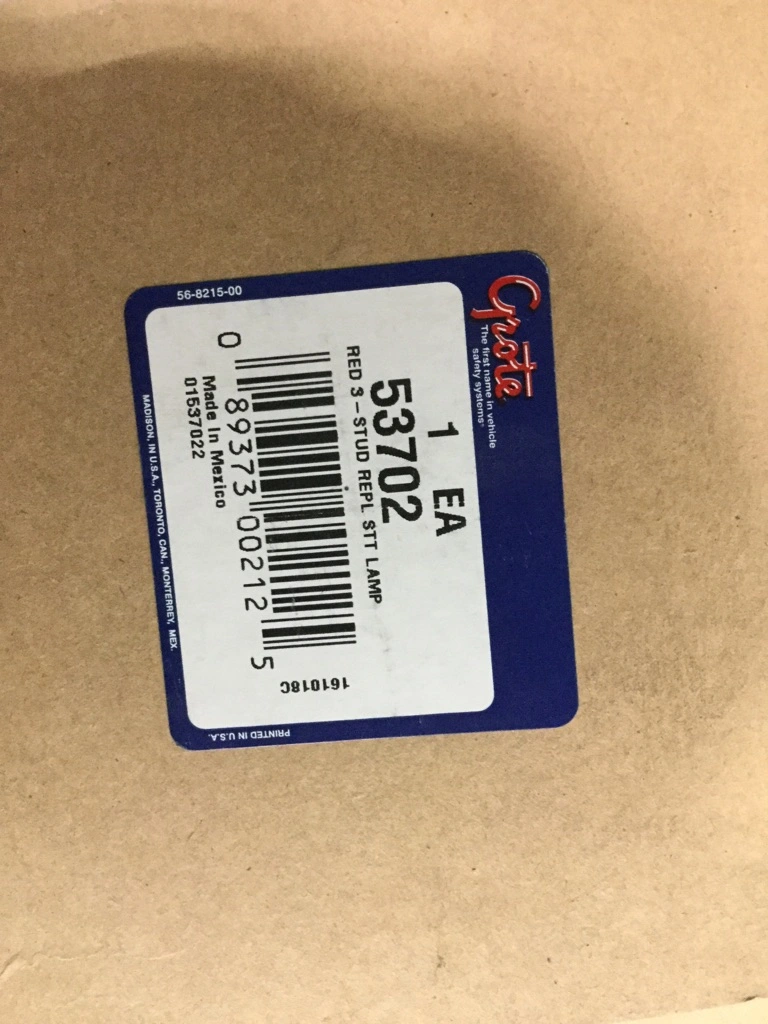 Grote
The first name in vehicle
safety systems®
1 EA
53702
RED 3-STUD REPL STT LAMP
0 89373 00212 5
Made In Mexico
01537022
161018C
56-8215-00
MADISON, IN U.S.A., TORONTO, CAN., MONTERREY, MEX.
PRINTED IN U.S.A.